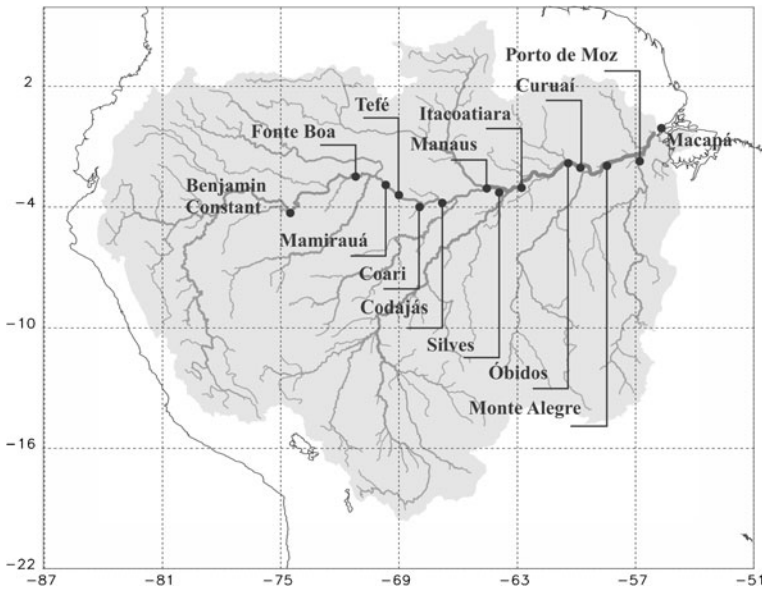 Porto de Moz
2
Curuaí
Tefé
Itacoatiara
Fonte Boa
Manaus
Macapá
Benjamin
Constant
−4
Mamirauá
Coari
Codajás
−10
Silves
Óbidos
Monte Alegre
−16
−22
−87
−81
−75
−69
−63
−57
−51